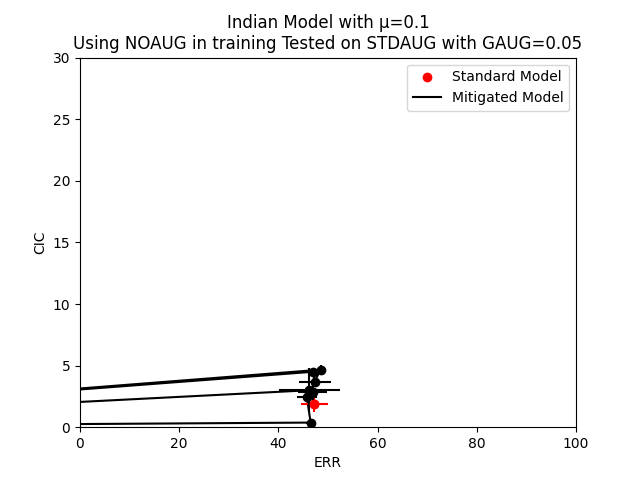 Indian Model with μ=0.1
Using NOAUG in training Tested on STDAUG with GAUG=0.05
Standard Model
Mitigated Model
30
25
20
15
10
5
0
CIC
0 20 40 60 80 100
ERR